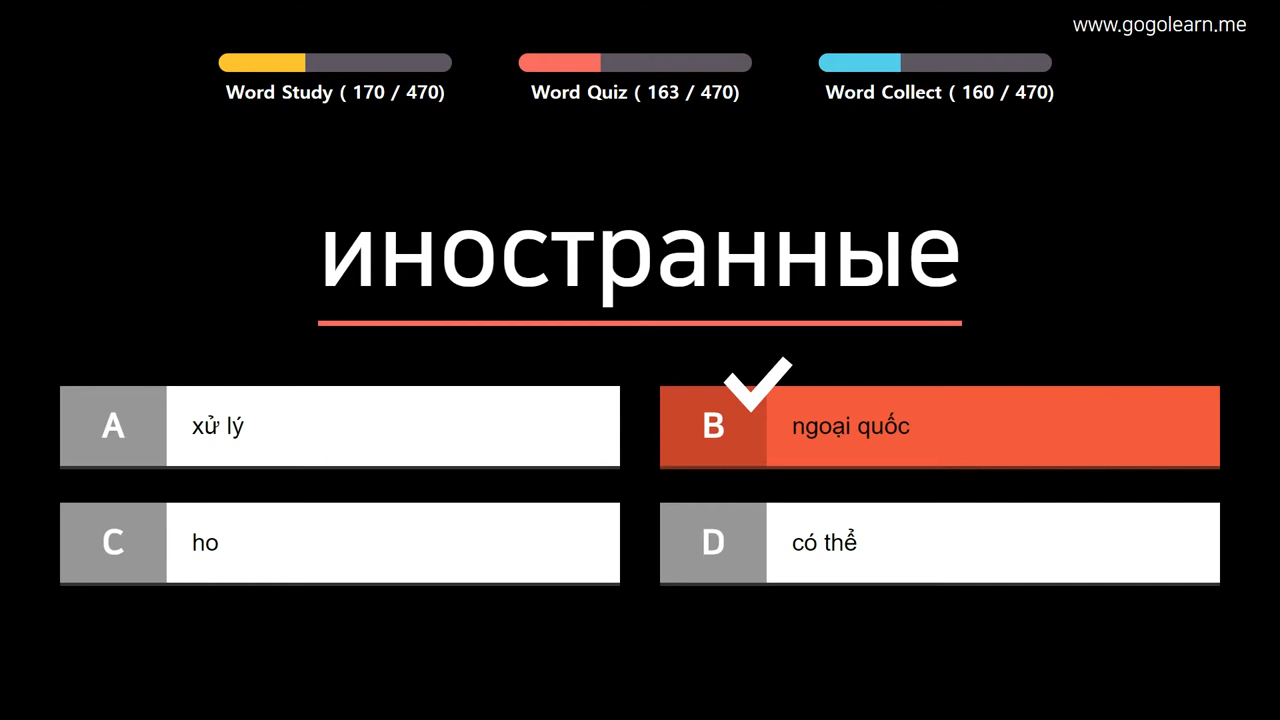 www.gogolearn.me
Word Study ( 170 / 470)
Word Quiz ( 163 / 470)
Word Collect ( 160 / 470)
иностранные
A xử lý
B ngoại quốc
C ho
D có thể